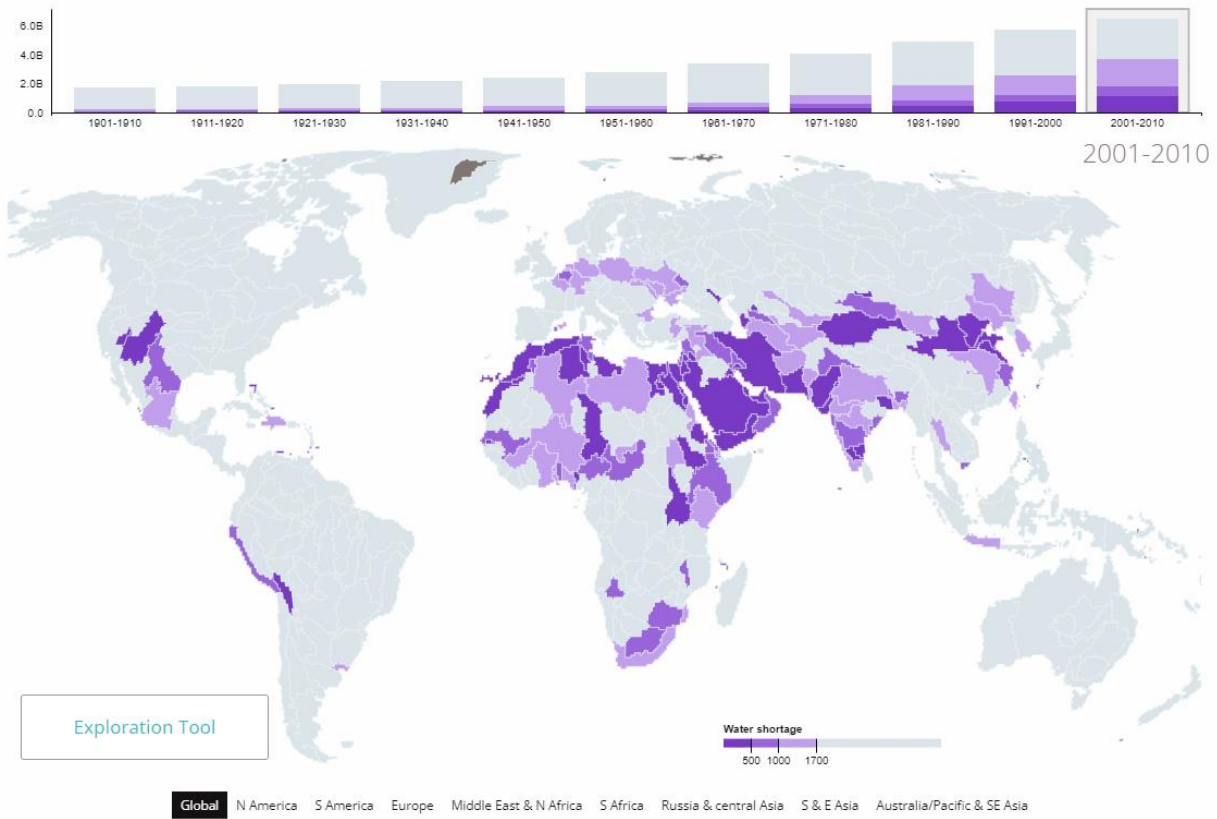 6.0B
4.0B
2.0B
0.0
1901-1910 1911-1920 1921-1930 1931-1940 1941-1950 1951-1960 1961-1970 1971-1980 1981-1990 1991-2000 2001-2010
2001-2010
Exploration Tool
Water shortage
500 1000 1700
Global N America S America Europe Middle East & N Africa S Africa Russia & central Asia S & E Asia Australia/Pacific & SE Asia